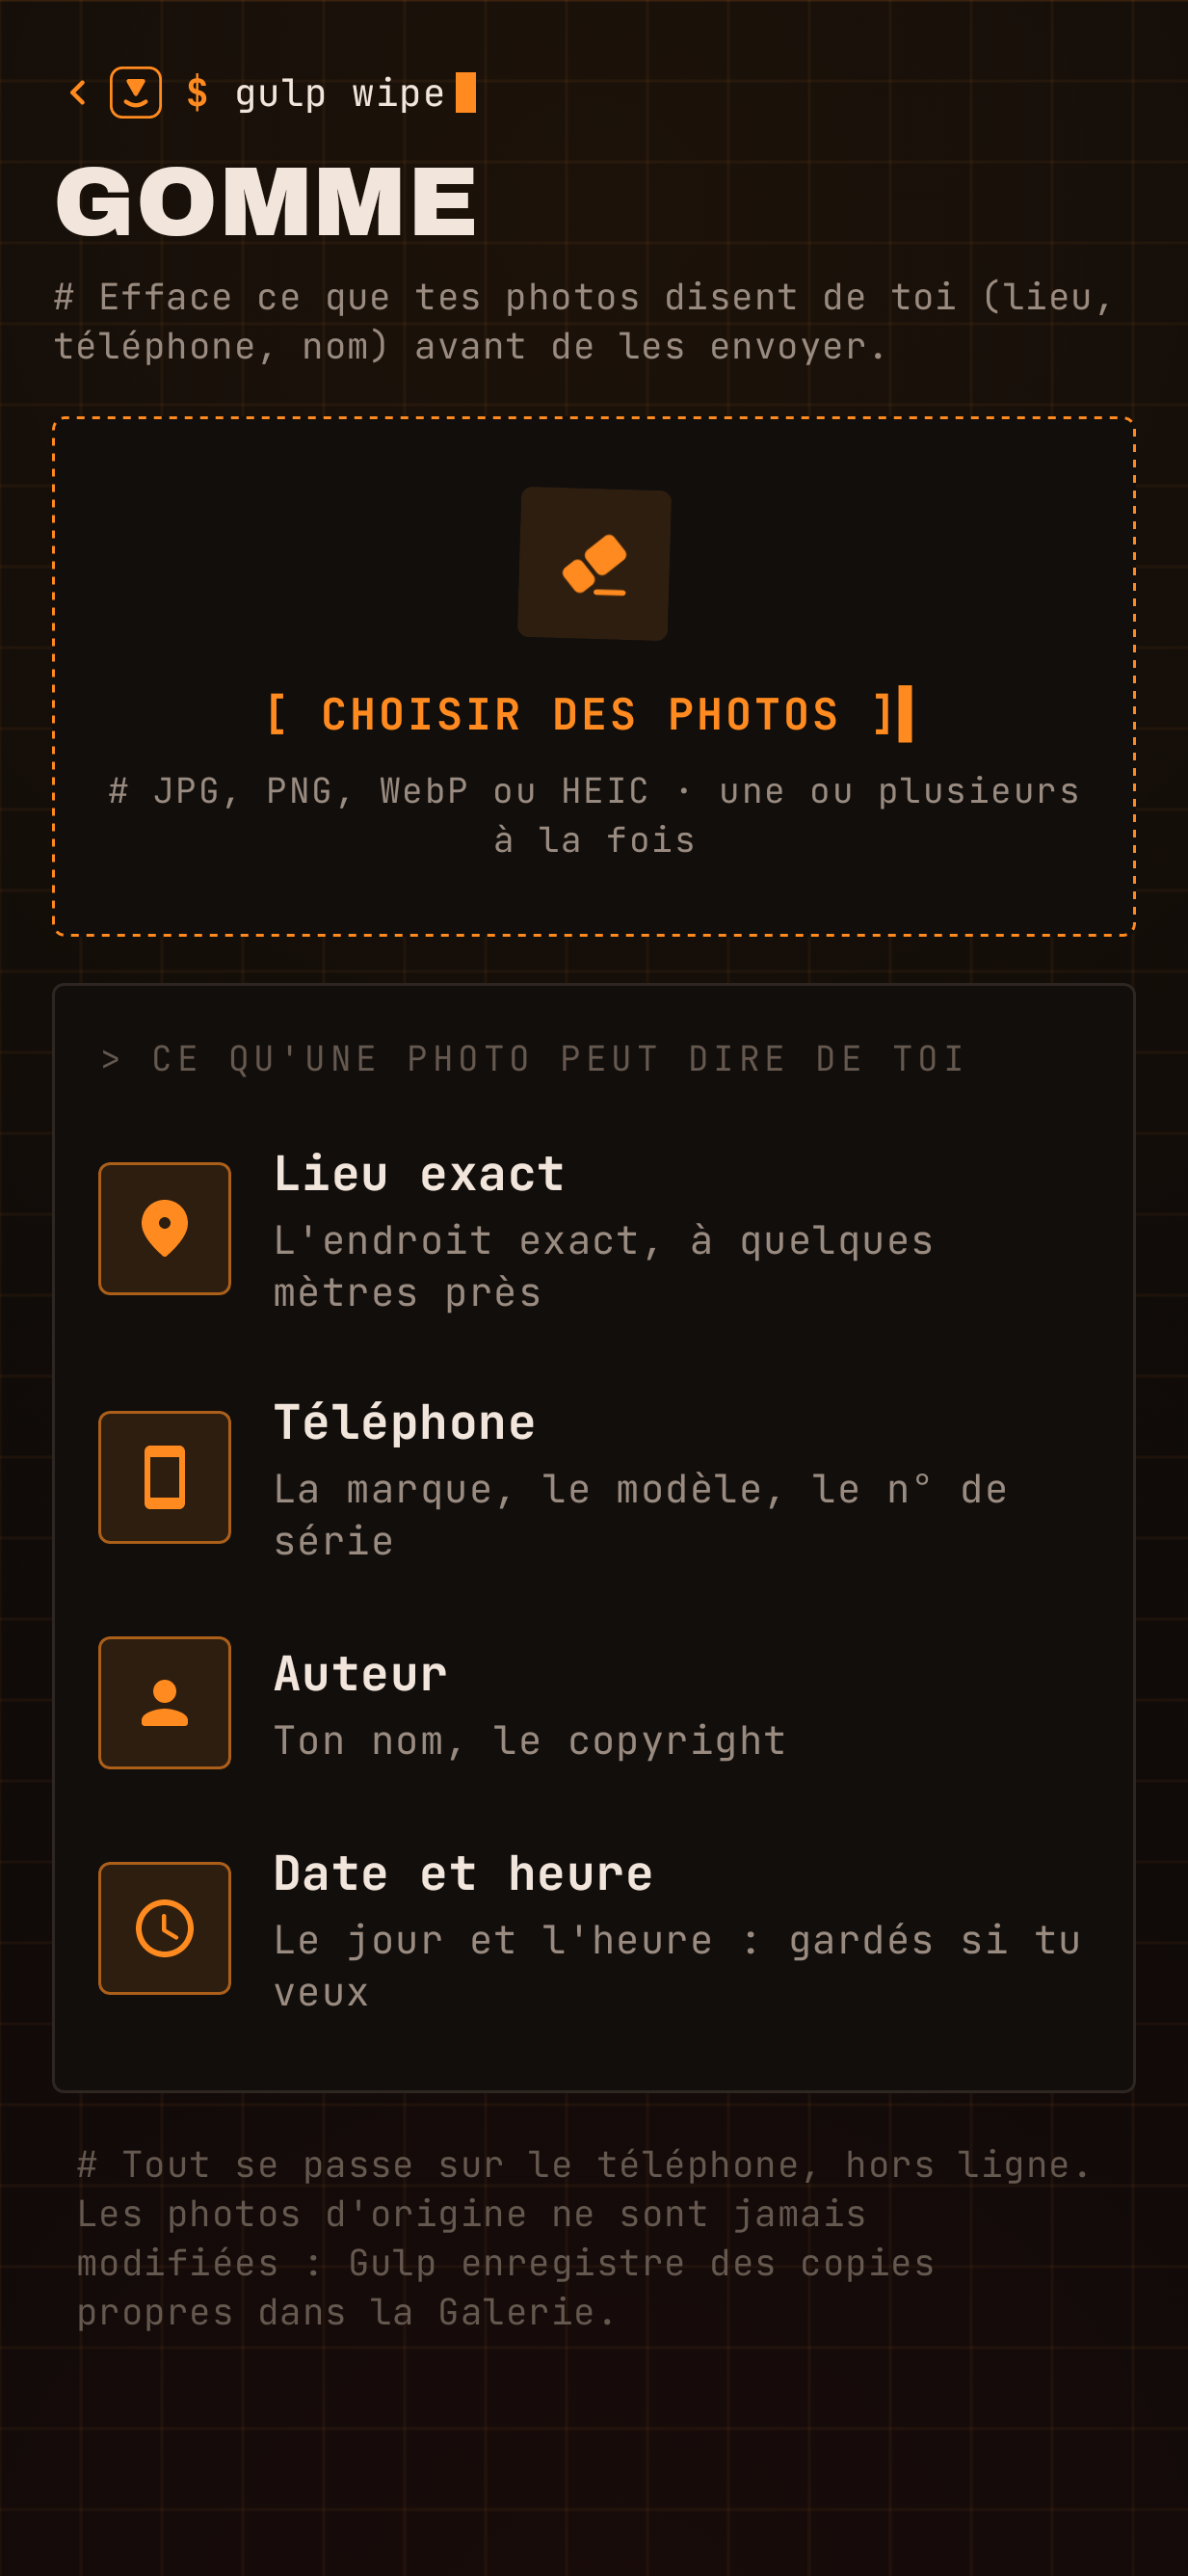 $ gulp wipe
GOMME
# Efface ce que tes photos disent de toi (lieu,
téléphone, nom) avant de les envoyer.
[ CHOISIR DES PHOTOS ]
# JPG, PNG, WebP ou HEIC · une ou plusieurs
à la fois
> CE QU'UNE PHOTO PEUT DIRE DE TOI
Lieu exact
L'endroit exact, à quelques
mètres près
Téléphone
La marque, le modèle, le n° de
série
Auteur
Ton nom, le copyright
Date et heure
Le jour et l'heure : gardés si tu
veux
# Tout se passe sur le téléphone, hors ligne.
Les photos d'origine ne sont jamais
modifiées : Gulp enregistre des copies
propres dans la Galerie.